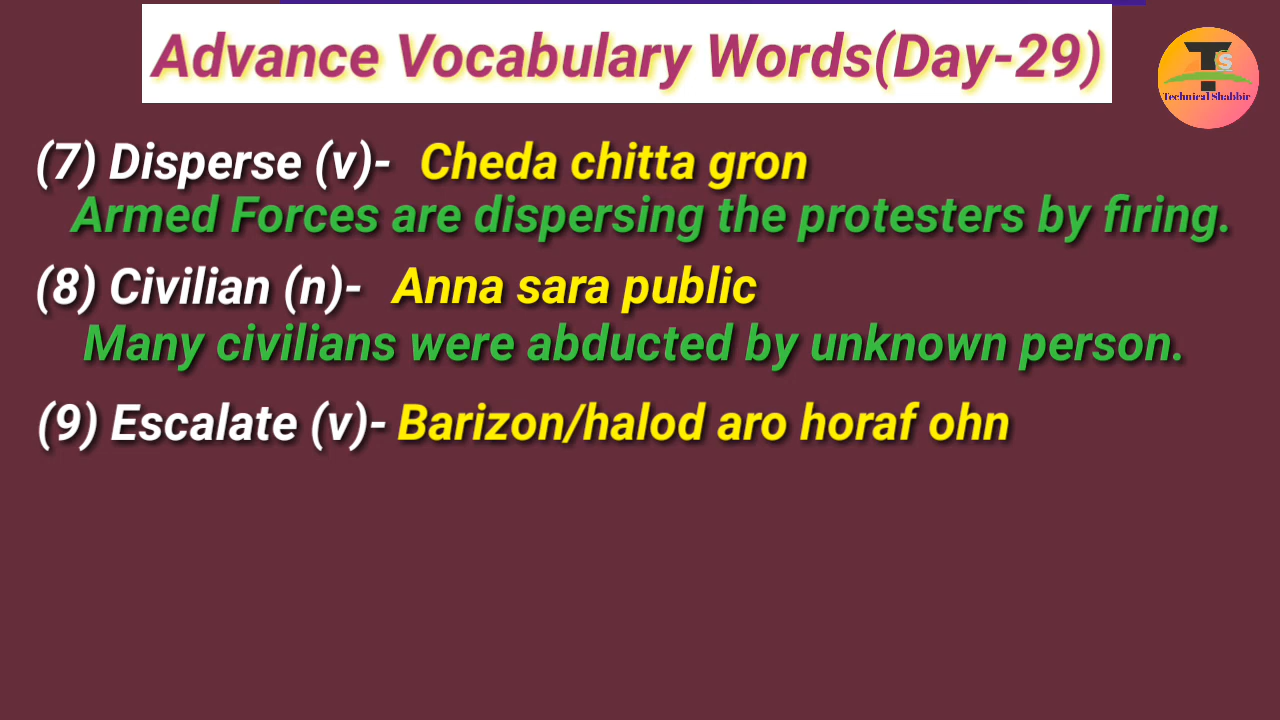 Advance Vocabulary Words(Day-29)
TS
Technical Shabbir
(7) Disperse (v)- Cheda chitta gron
Armed Forces are dispersing the protesters by firing.
(8) Civilian (n)- Anna sara public
Many civilians were abducted by unknown person.
(9) Escalate (v)- Barizon/halod aro horaf ohn